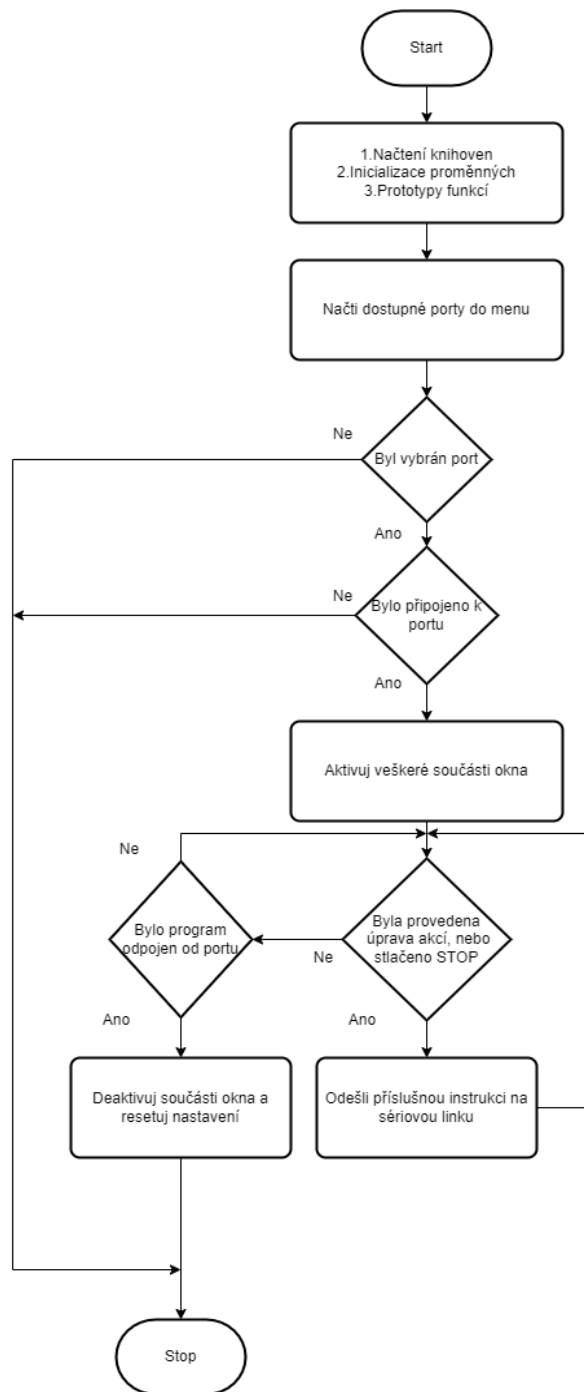 Start
1.Načtení knihoven
2.Inicializace proměnných
3.Prototypy funkcí
Načti dostupné porty do menu
Ne
Byl vybrán port
Ano
Ne
Bylo připojeno k
portu
Ano
Aktivuj veškeré součásti okna
Ne
Bylo program
odpojen od portu
Byla provedena
úprava akcí, nebo
stlačeno STOP
Ne
Ano
Ano
Deaktivuj součásti okna a
resetuj nastavení
Odešli příslušnou instrukci na
sériovou linku
Stop